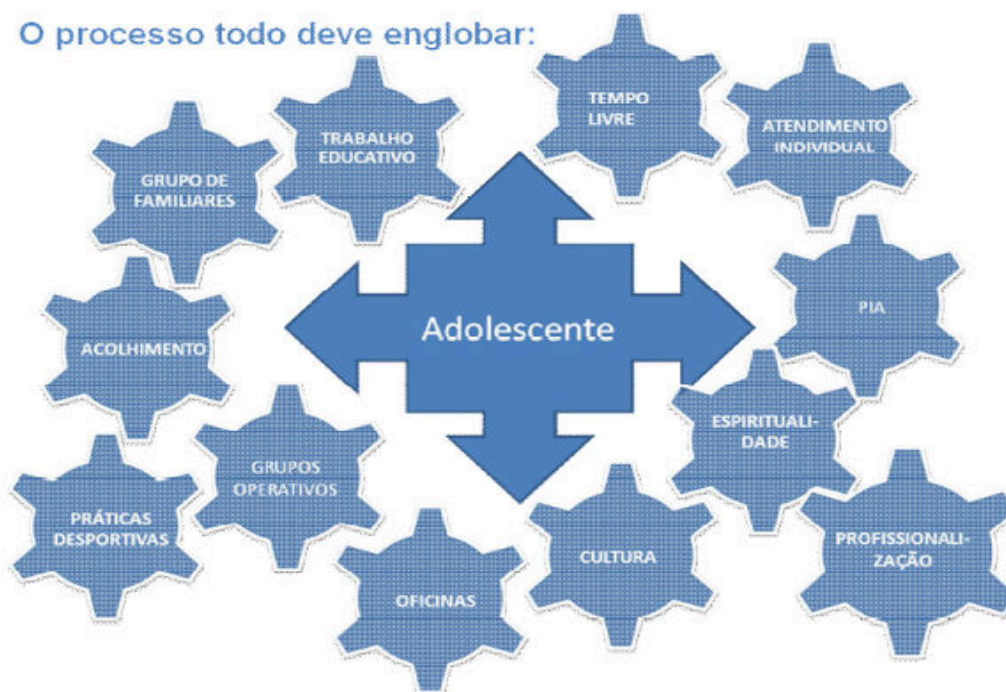 O processo todo deve englobar:
TEMPO
LIVRE
TRABALHO
EDUCATIVO
ATENDIMENTO
INDIVIDUAL
GRUPO DE
FAMILIARES
PIA
Adolescente
ACOLHIMENTO
ESPIRITUALI-
DADE
GRUPOS
OPERATIVOS
PRÁTICAS
DESPORTIVAS
PROFISSIONALI-
ZAÇÃO
CULTURA
OFICINAS